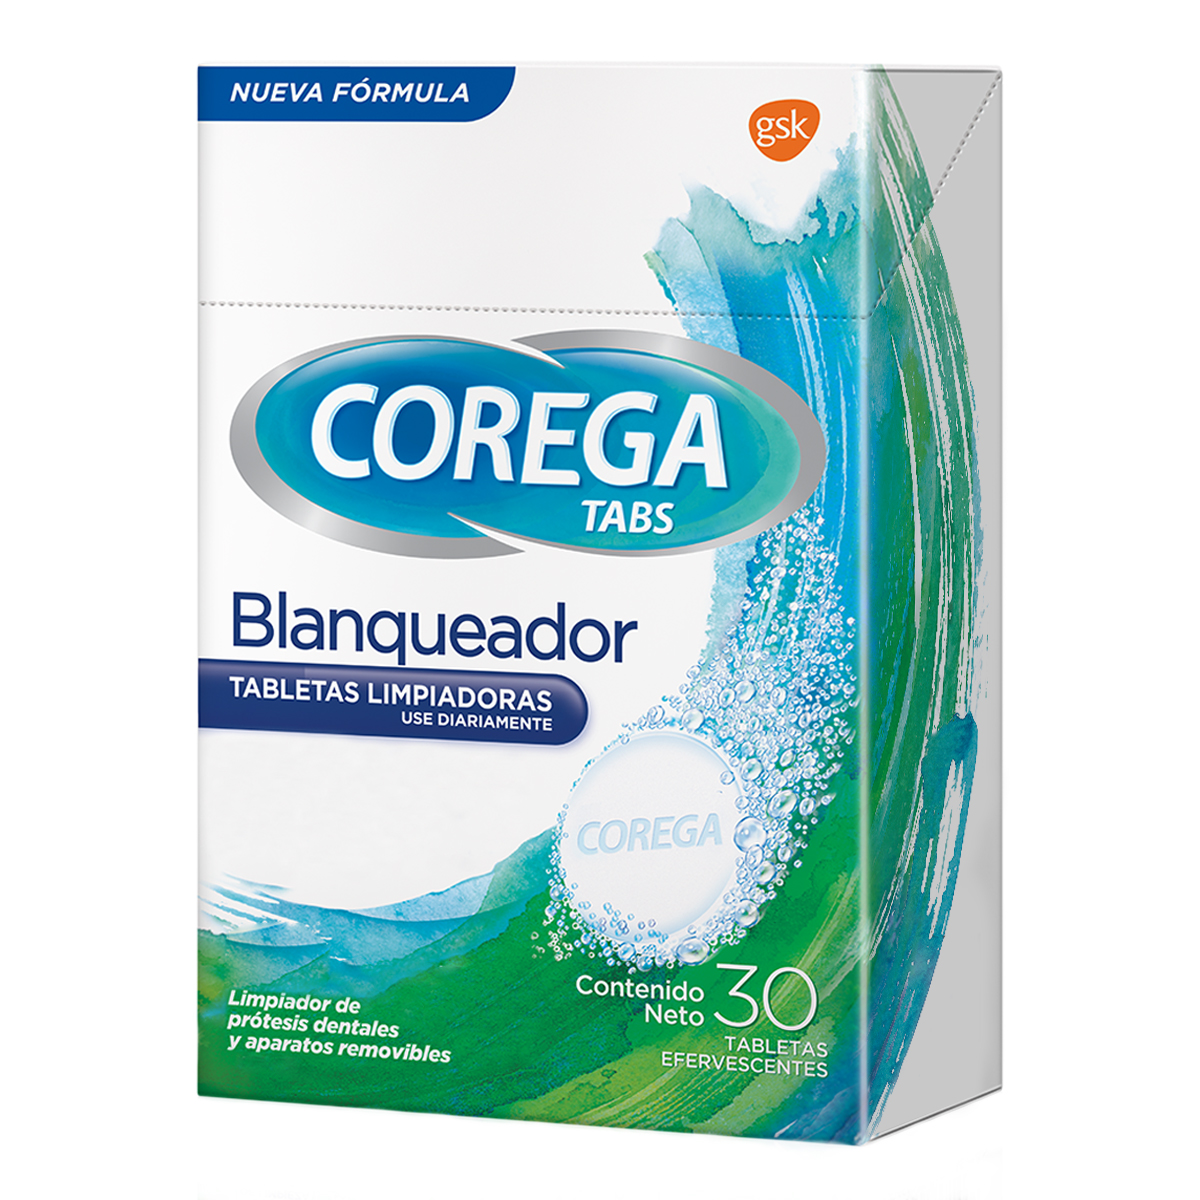 NUEVA FÓRMULA
gsk
COREGA
TABS
Blanqueador
TABLETAS LIMPIADORAS
USE DIARIAMENTE
COREGA
Limpiador de
prótesis dentales
y aparatos removibles
Contenido
Neto 30
TABLETAS
EFERVESCENTES